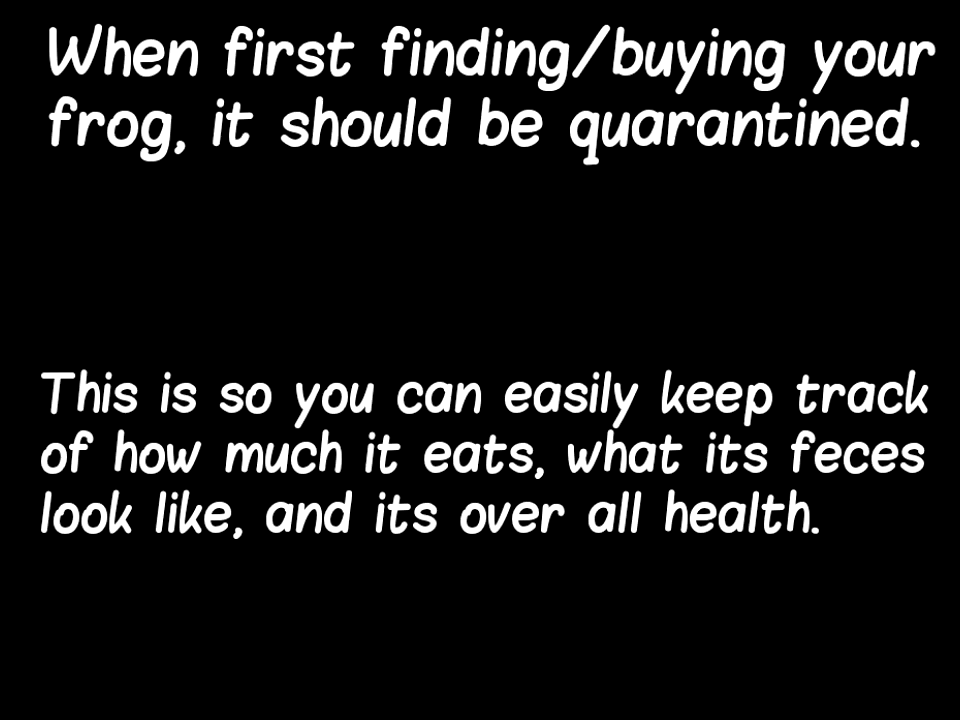 When first finding/buying your
frog, it should be quarantined.
This is so you can easily keep track
of how much it eats, what its feces
look like, and its over all health.